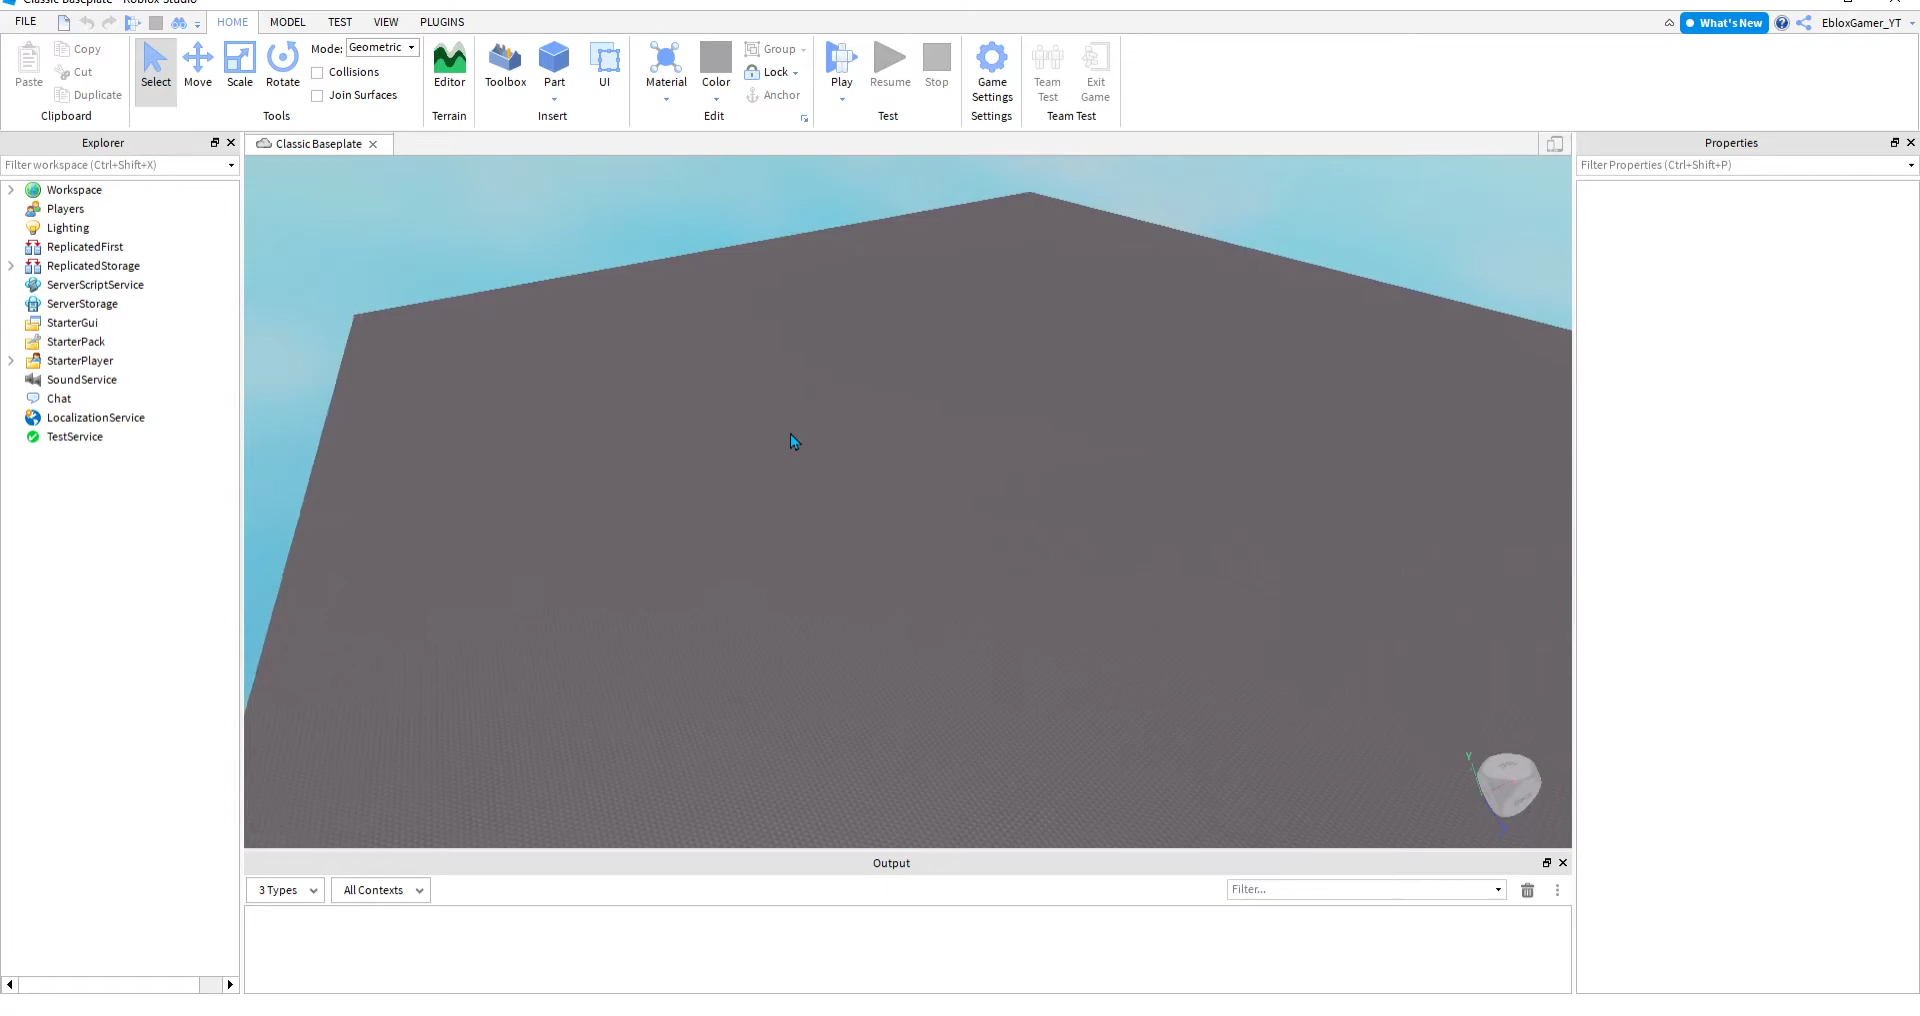 Classic Baseplate - Roblox Studio
FILE HOME MODEL TEST VIEW PLUGINS What's New EbloxGamer_YT
Paste Copy Cut Duplicate
Clipboard
Select Move Scale Rotate Mode: Geometric
Collisions
Join Surfaces
Tools
Editor
Terrain
Toolbox Part UI
Insert
Material Color Group
Lock
Anchor
Edit
Play Resume Stop
Test
Game Settings
Settings
Team Test Exit Game
Team Test
Explorer
Filter workspace (Ctrl+Shift+X)
Workspace
Players
Lighting
ReplicatedFirst
ReplicatedStorage
ServerScriptService
ServerStorage
StarterGui
StarterPack
StarterPlayer
SoundService
Chat
LocalizationService
TestService
Classic Baseplate
Y
Output
3 Types All Contexts Filter...
Properties
Filter Properties (Ctrl+Shift+P)